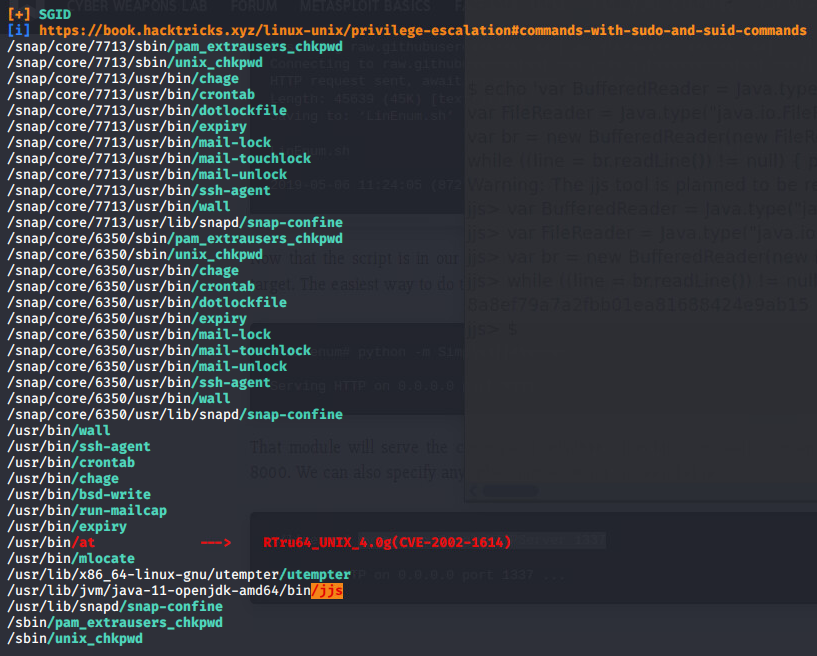 [+] SGID
[i] https://book.hacktricks.xyz/linux-unix/privilege-escalation#commands-with-sudo-and-suid-commands
/snap/core/7713/sbin/pam_extrausers_chkpwd
/snap/core/7713/sbin/unix_chkpwd
/snap/core/7713/usr/bin/chage
/snap/core/7713/usr/bin/crontab
/snap/core/7713/usr/bin/dotlockfile
/snap/core/7713/usr/bin/expiry
/snap/core/7713/usr/bin/mail-lock
/snap/core/7713/usr/bin/mail-touchlock
/snap/core/7713/usr/bin/mail-unlock
/snap/core/7713/usr/bin/ssh-agent
/snap/core/7713/usr/bin/wall
/snap/core/7713/usr/lib/snapd/snap-confine
/snap/core/6350/sbin/pam_extrausers_chkpwd
/snap/core/6350/sbin/unix_chkpwd
/snap/core/6350/usr/bin/chage
/snap/core/6350/usr/bin/crontab
/snap/core/6350/usr/bin/dotlockfile
/snap/core/6350/usr/bin/expiry
/snap/core/6350/usr/bin/mail-lock
/snap/core/6350/usr/bin/mail-touchlock
/snap/core/6350/usr/bin/mail-unlock
/snap/core/6350/usr/bin/ssh-agent
/snap/core/6350/usr/bin/wall
/snap/core/6350/usr/lib/snapd/snap-confine
/usr/bin/wall
/usr/bin/ssh-agent
/usr/bin/crontab
/usr/bin/chage
/usr/bin/bsd-write
/usr/bin/run-mailcap
/usr/bin/expiry
/usr/bin/at ---> RTru64_UNIX_4.0g(CVE-2002-1614)
/usr/bin/mlocate
/usr/lib/x86_64-linux-gnu/utempter/utempter
/usr/lib/jvm/java-11-openjdk-amd64/bin/jjs
/usr/lib/snapd/snap-confine
/sbin/pam_extrausers_chkpwd
/sbin/unix_chkpwd